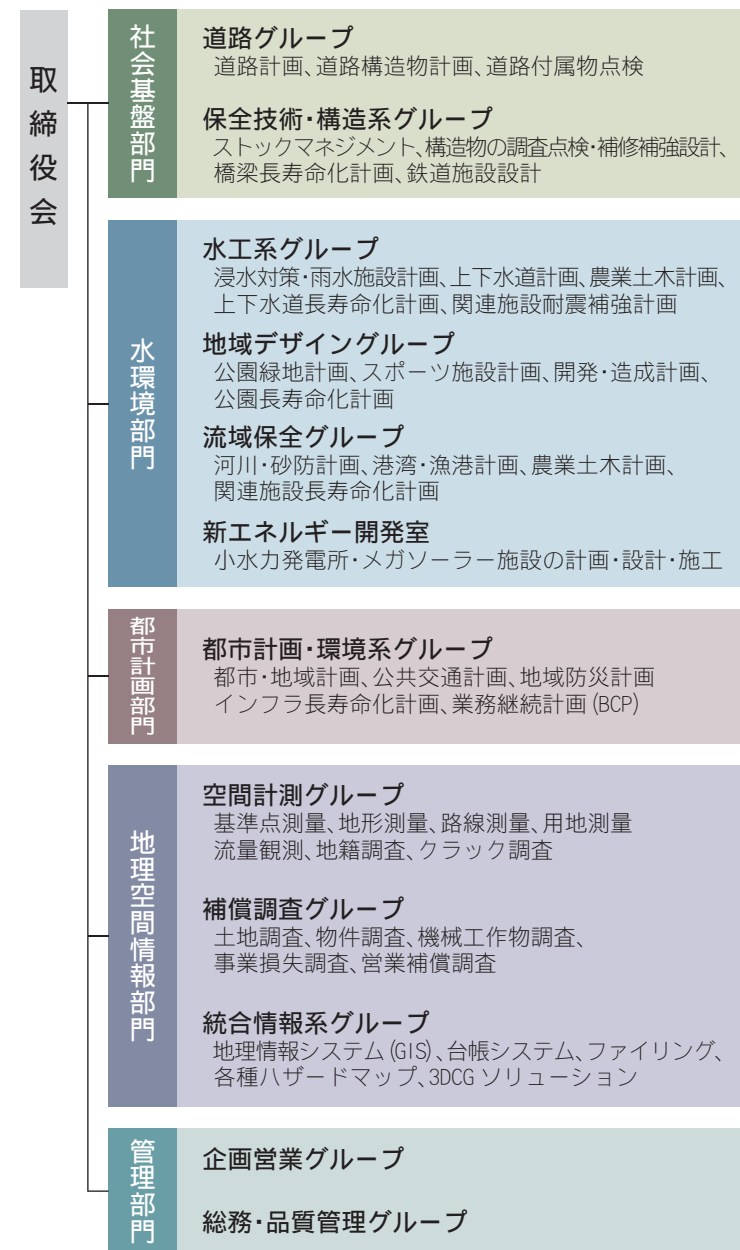 取締役会
社会基盤部門
道路グループ
道路計画、道路構造物計画、道路付属物点検
保全技術・構造系グループ
ストックマネジメント、構造物の調査点検・補修補強設計、
橋梁長寿命化計画、鉄道施設設計
水環境部門
水工系グループ
浸水対策・雨水施設計画、上下水道計画、農業土木計画、
上下水道長寿命化計画、関連施設耐震補強計画
地域デザイングループ
公園緑地計画、スポーツ施設計画、開発・造成計画、
公園長寿命化計画
流域保全グループ
河川・砂防計画、港湾・漁港計画、農業土木計画、
関連施設長寿命化計画
新エネルギー開発室
小水力発電所・メガソーラー施設の計画・設計・施工
都市計画部門
都市計画・環境系グループ
都市・地域計画、公共交通計画、地域防災計画
インフラ長寿命化計画、業務継続計画(BCP)
地理空間情報部門
空間計測グループ
基準点測量、地形測量、路線測量、用地測量
流量観測、地籍調査、クラック調査
補償調査グループ
土地調査、物件調査、機械工作物調査、
事業損失調査、営業補償調査
統合情報系グループ
地理情報システム(GIS)、台帳システム、ファイリング、
各種ハザードマップ、3DCGソリューション
管理部門
企画営業グループ
総務・品質管理グループ